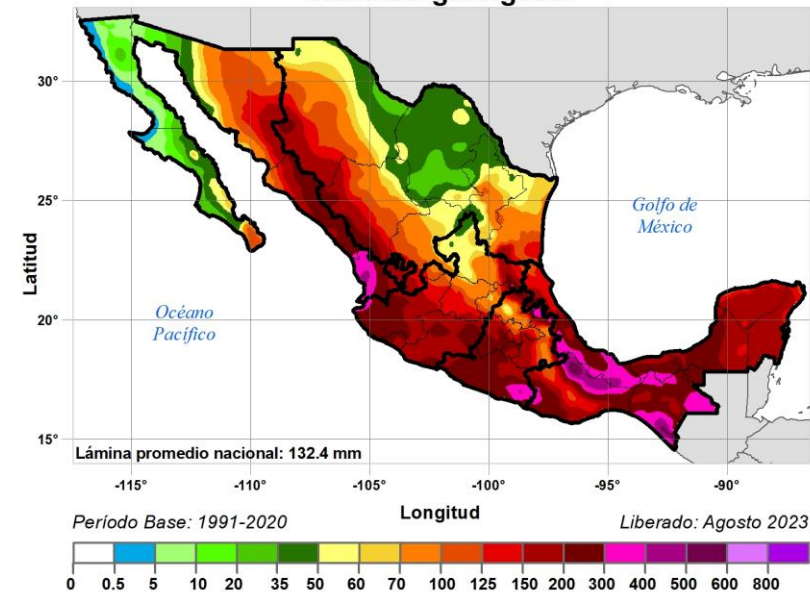 30°
25°
20°
15°
Latitud
Golfo de
México
Océano
Pacífico
Lámina promedio nacional: 132.4 mm
-115°
-110°
-105°
-100°
-95°
-90°
Longitud
Período Base: 1991-2020
Liberado: Agosto 2023
0 0.5 5 10 20 35 50 60 70 100 125 150 200 300 400 500 600 800